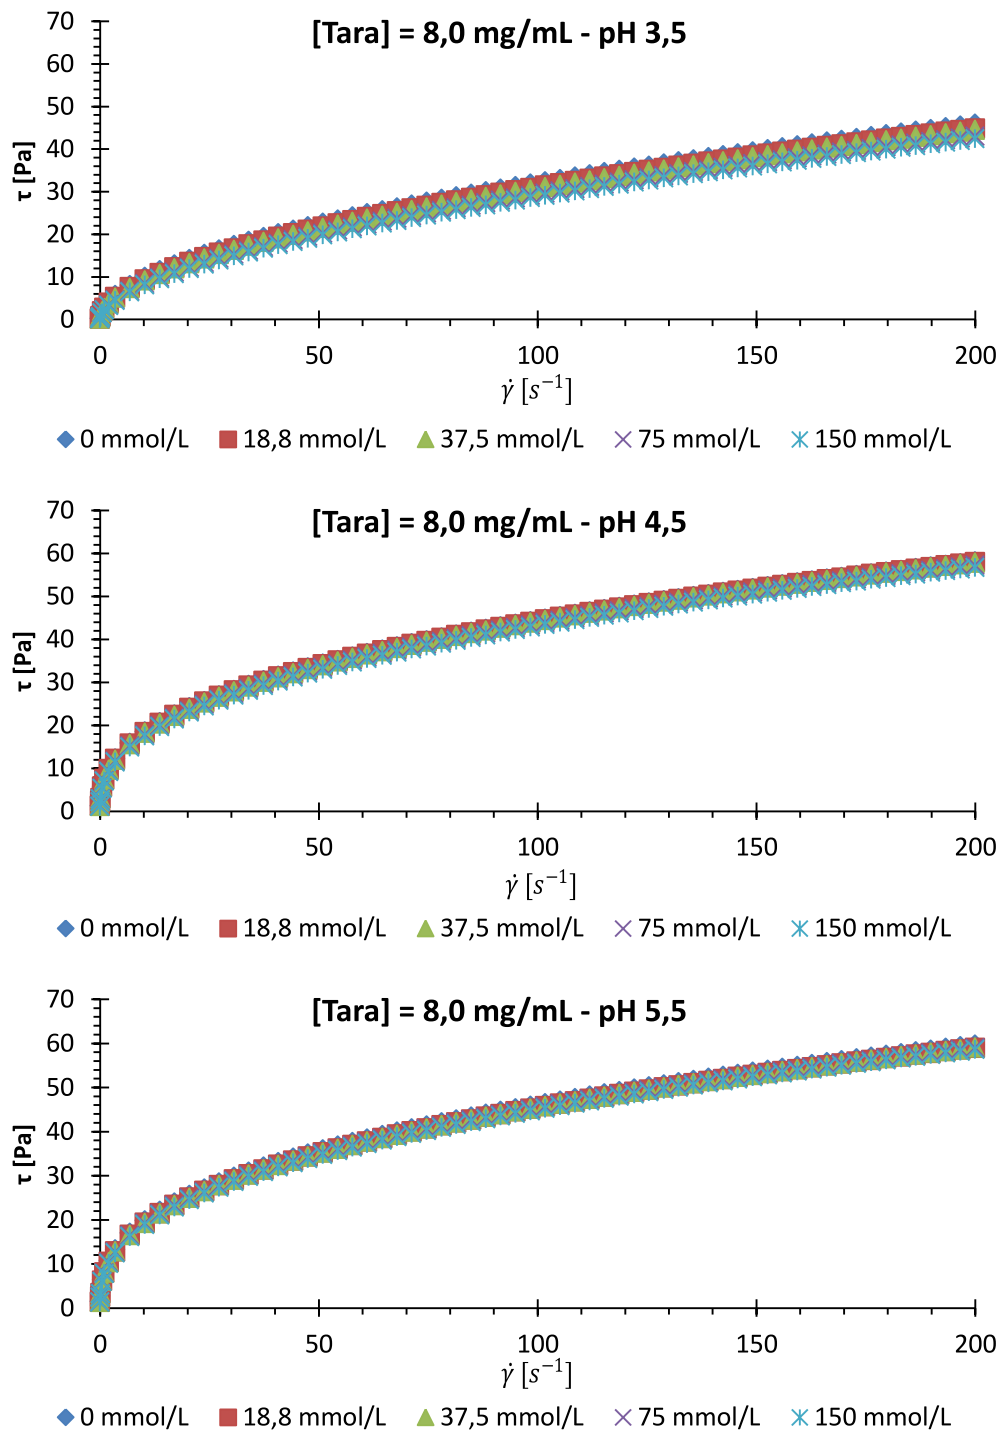 [Tara] = 8,0 mg/mL - pH 3,5
70
60
50
40
30
20
10
0
τ [Pa]
0 50 100 150 200
γ̇ [s⁻¹]
0 mmol/L 18,8 mmol/L 37,5 mmol/L 75 mmol/L 150 mmol/L
[Tara] = 8,0 mg/mL - pH 4,5
70
60
50
40
30
20
10
0
τ [Pa]
0 50 100 150 200
γ̇ [s⁻¹]
0 mmol/L 18,8 mmol/L 37,5 mmol/L 75 mmol/L 150 mmol/L
[Tara] = 8,0 mg/mL - pH 5,5
70
60
50
40
30
20
10
0
τ [Pa]
0 50 100 150 200
γ̇ [s⁻¹]
0 mmol/L 18,8 mmol/L 37,5 mmol/L 75 mmol/L 150 mmol/L